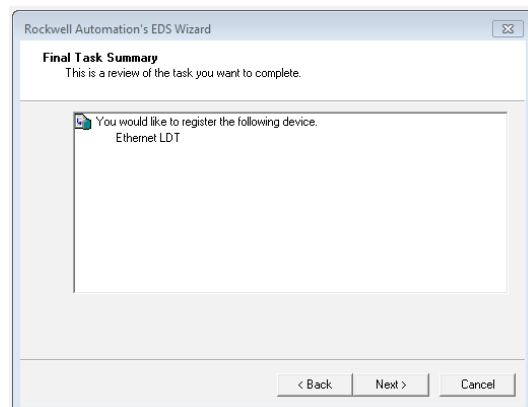 Rockwell Automation's EDS Wizard
Final Task Summary
This is a review of the task you want to complete.
You would like to register the following device.
Ethernet LDT
< Back
Next >
Cancel